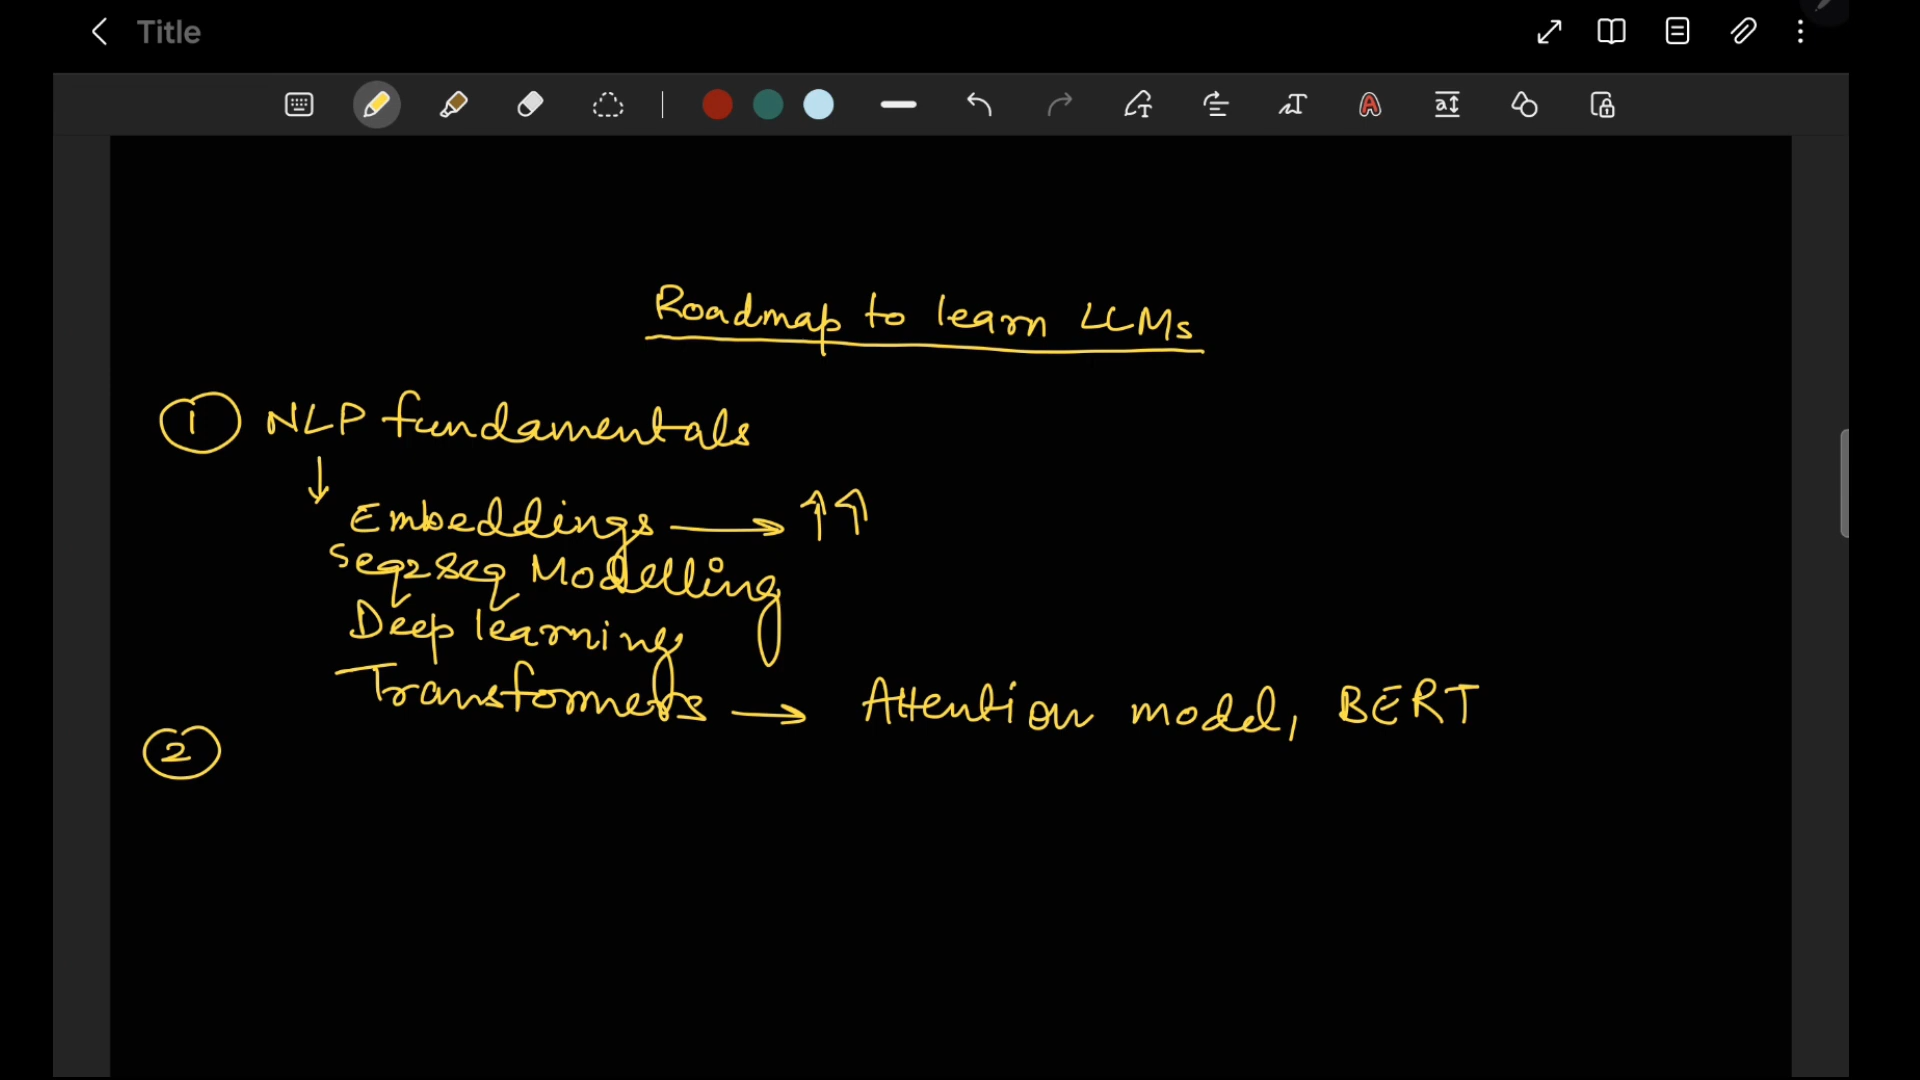 Title
Roadmap to learn LLMs
1 NLP fundamentals
Embeddings
Seq2Seq Modelling
Deep learning
Transformers → Attention model, BERT
2